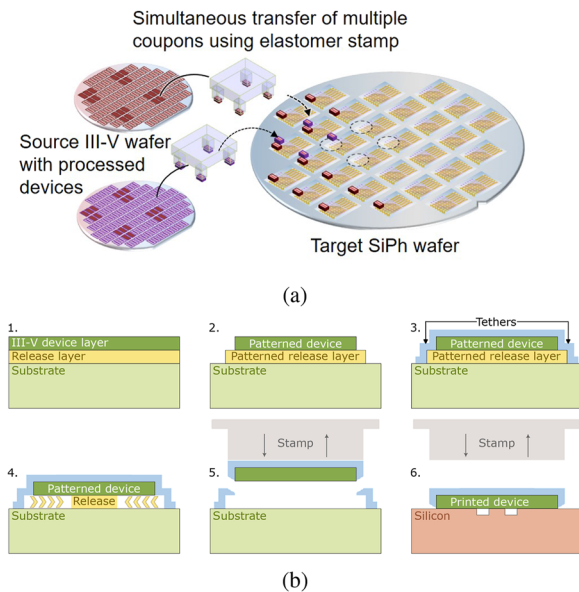 Simultaneous transfer of multiple
coupons using elastomer stamp
Source III-V wafer
with processed
devices
Target SiPh wafer
(a)
1.
III-V device layer
Release layer
Substrate
2.
Patterned device
Patterned release layer
Substrate
3.
Tethers
Patterned device
Patterned release layer
Substrate
4.
Patterned device
Release
Substrate
5.
Stamp
Substrate
6.
Stamp
Printed device
Silicon
(b)